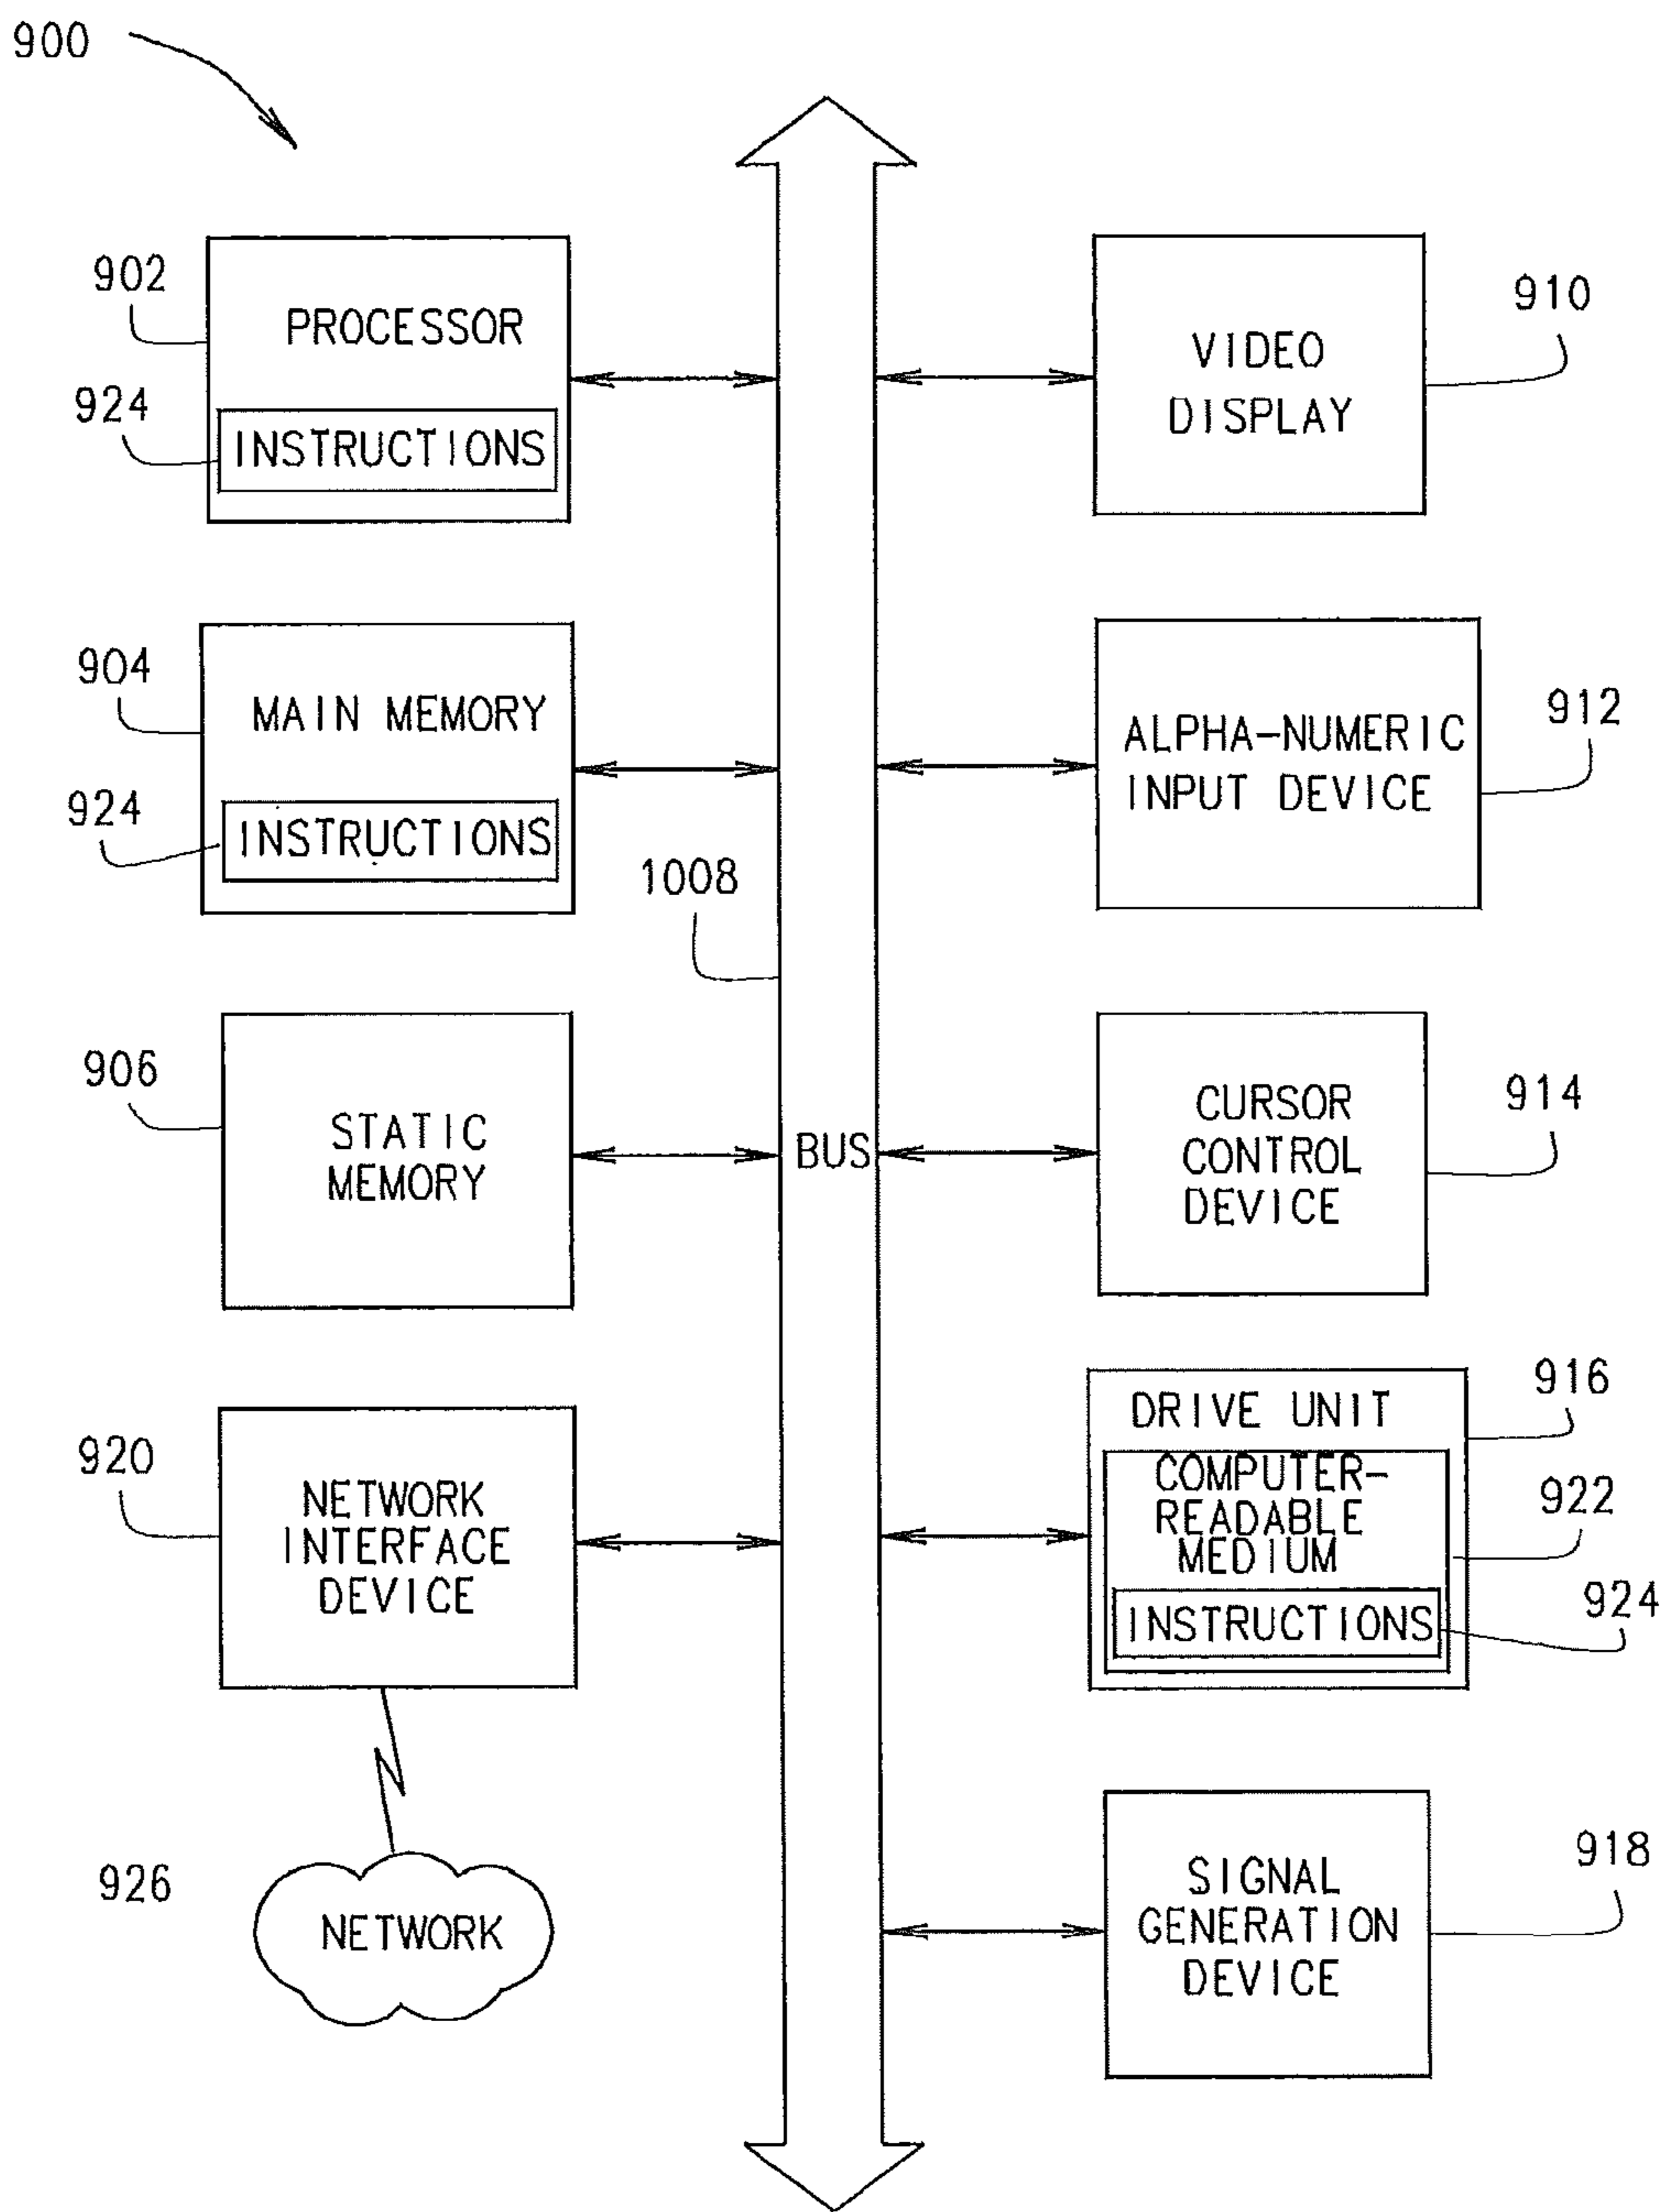 900
902
PROCESSOR
924
INSTRUCTIONS
904
MAIN MEMORY
924
INSTRUCTIONS
1008
906
STATIC
MEMORY
920
NETWORK
INTERFACE
DEVICE
926
NETWORK
BUS
910
VIDEO
DISPLAY
912
ALPHA-NUMERIC
INPUT DEVICE
914
CURSOR
CONTROL
DEVICE
916
DRIVE UNIT
922
COMPUTER-
READABLE
MEDIUM
924
INSTRUCTIONS
918
SIGNAL
GENERATION
DEVICE